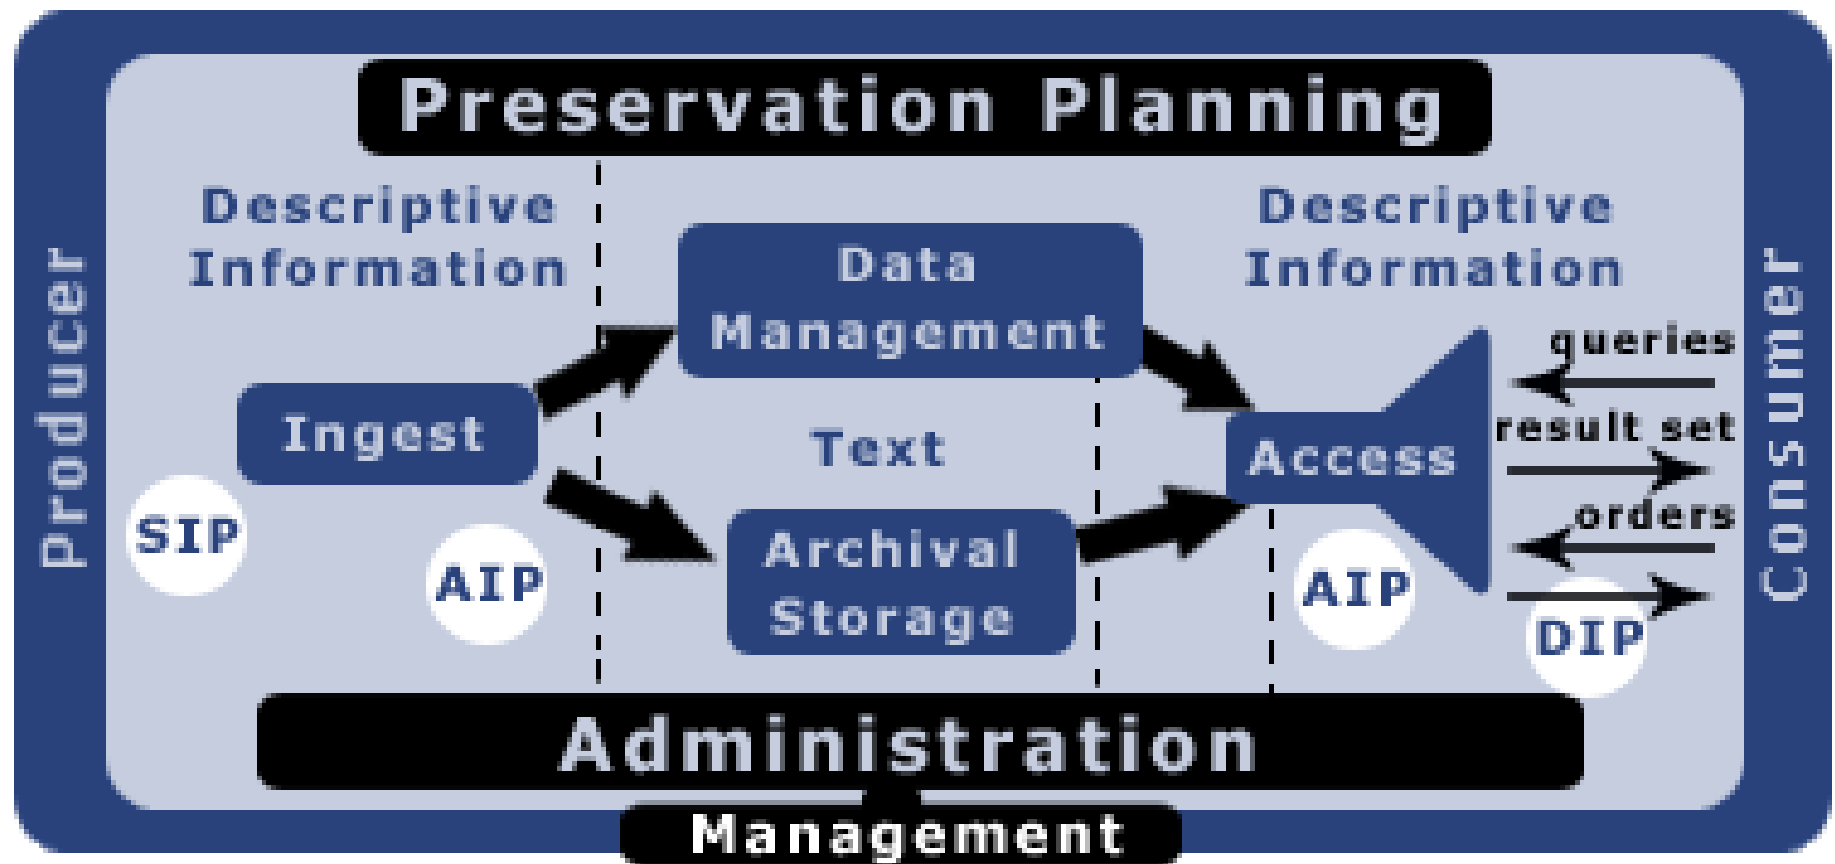 Preservation Planning
Descriptive
Information
Descriptive
Information
Data
Management
Producer
Consumer
queries
Ingest
Text
Access
result set
SIP
AIP
Archival
Storage
orders
AIP
DIP
Administration
Management